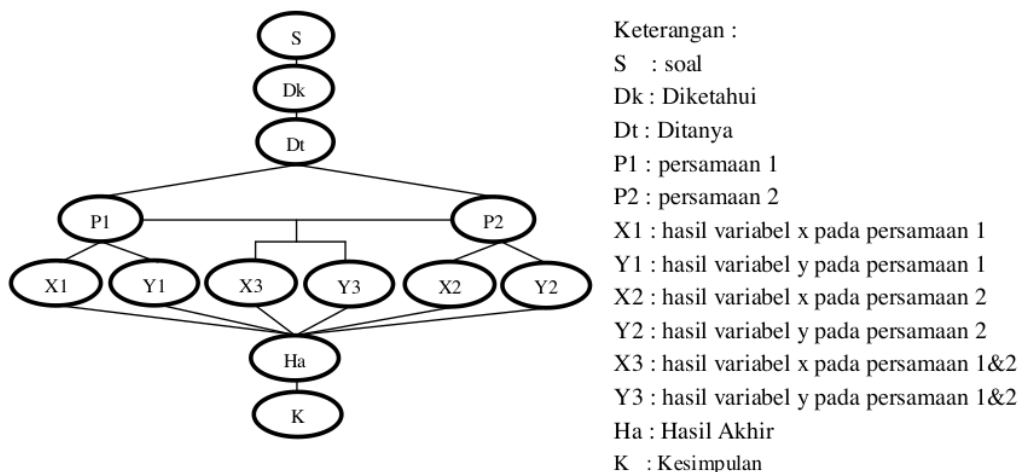 S
Dk
Dt
P1 P2
X1 Y1 X3 Y3 X2 Y2
Ha
K
Keterangan :
S : soal
Dk : Diketahui
Dt : Ditanya
P1 : persamaan 1
P2 : persamaan 2
X1 : hasil variabel x pada persamaan 1
Y1 : hasil variabel y pada persamaan 1
X2 : hasil variabel x pada persamaan 2
Y2 : hasil variabel y pada persamaan 2
X3 : hasil variabel x pada persamaan 1&2
Y3 : hasil variabel y pada persamaan 1&2
Ha : Hasil Akhir
K : Kesimpulan